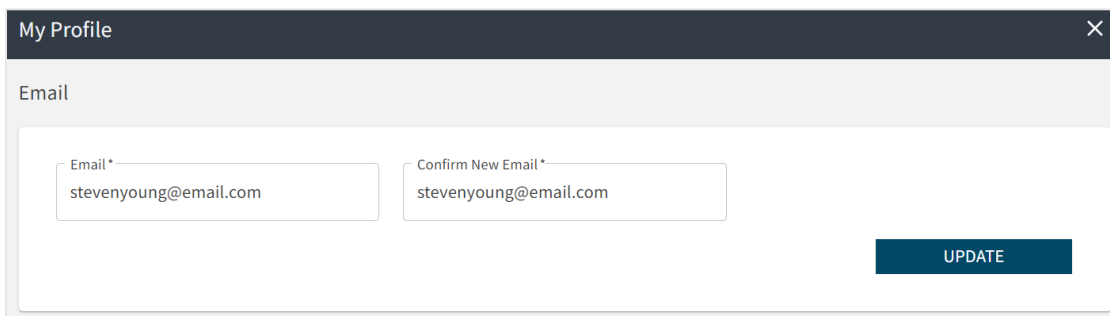 My Profile
Email
Email *
Confirm New Email *
stevenyoung@email.com
stevenyoung@email.com
UPDATE